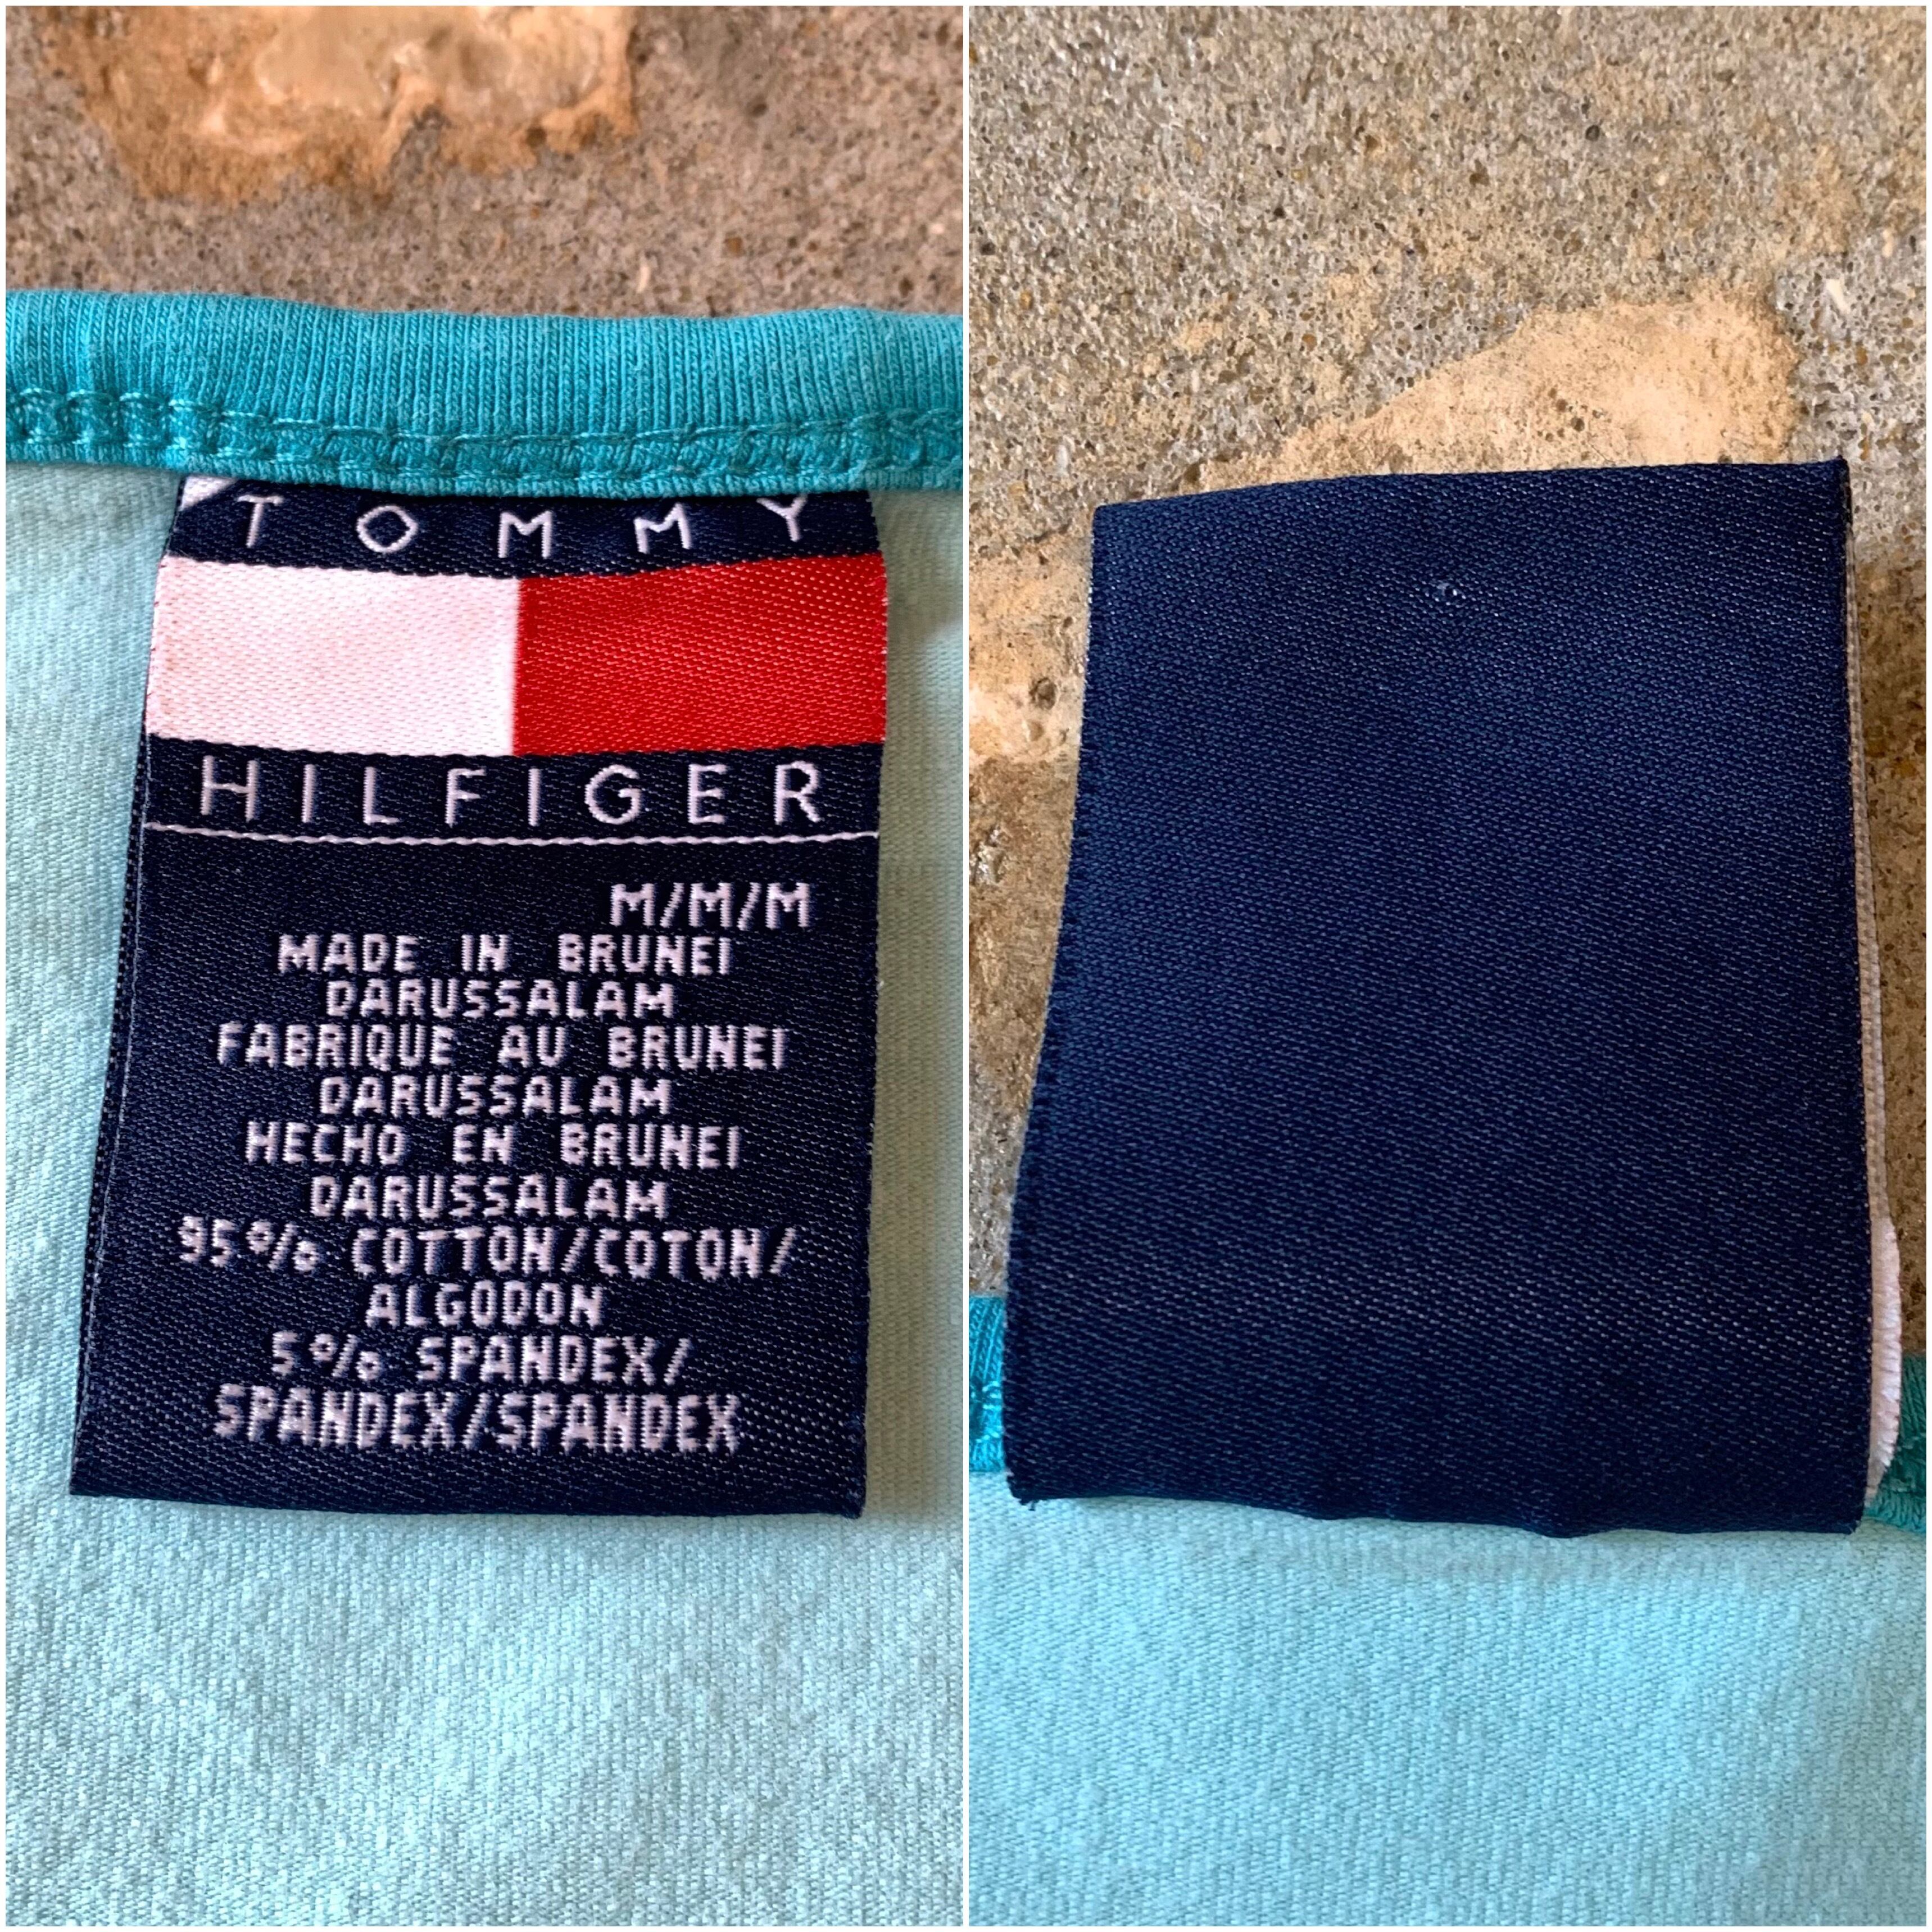 TOMMY
HILFIGER
M/M/M
MADE IN BRUNEI
DARUSSALAM
FABRIQUE AU BRUNEI
DARUSSALAM
HECHO EN BRUNEI
DARUSSALAM
95% COTTON/COTON/
ALGODON
5% SPANDEX/
SPANDEX/SPANDEX